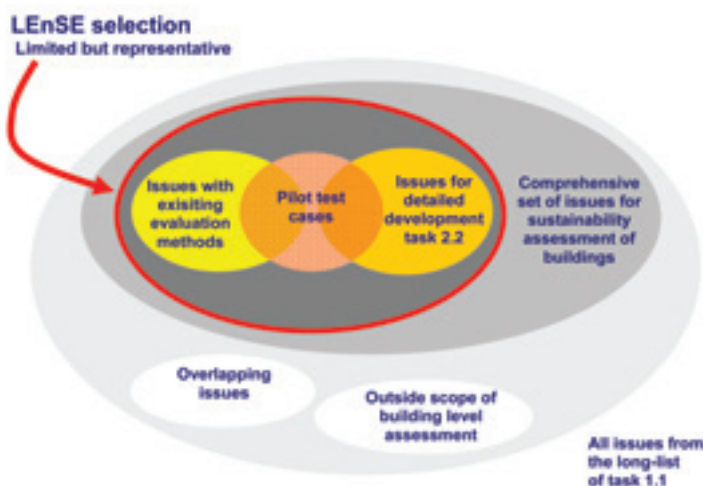 LEnSE selection
Limited but representative
Issues with
exisiting
evaluation
methods
Pilot test
cases
Issues for
detailed
development
task 2.2
Comprehensive
set of issues for
sustainability
assessment of
buildings
Overlapping
issues
Outside scope of
building level
assessment
All issues from
the long-list
of task 1.1